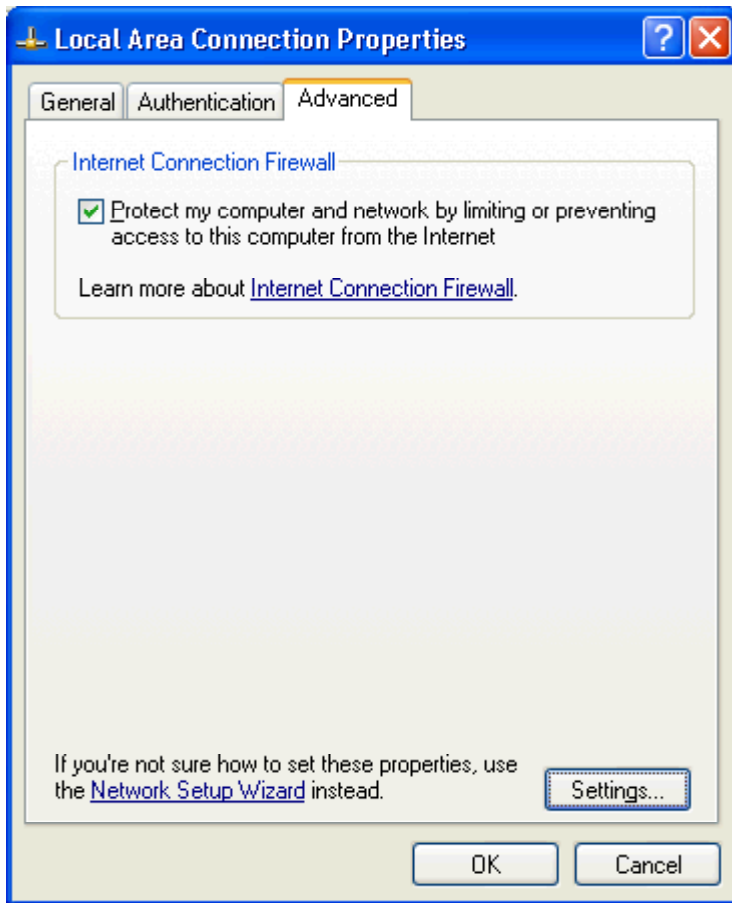 Local Area Connection Properties
General Authentication Advanced
Internet Connection Firewall
Protect my computer and network by limiting or preventing
access to this computer from the Internet
Learn more about Internet Connection Firewall.
If you're not sure how to set these properties, use
the Network Setup Wizard instead.
Settings...
OK Cancel